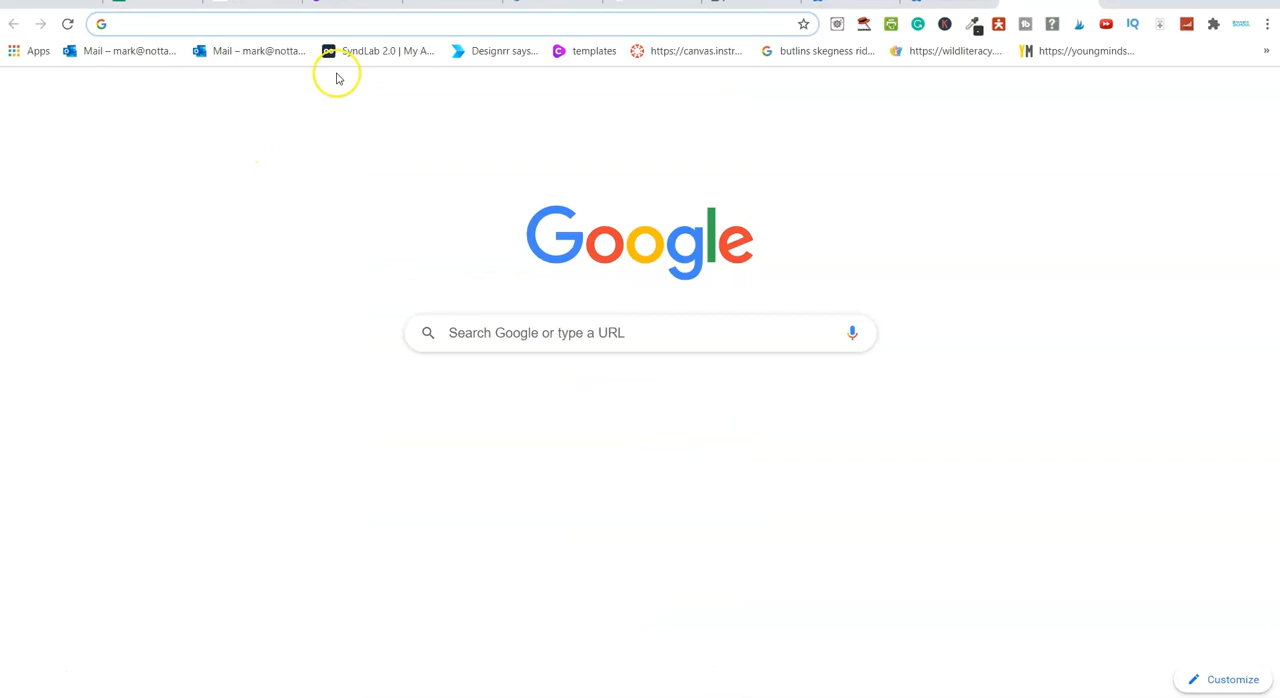 Apps Mail – mark@notta... Mail – mark@notta... SyndLab 2.0 | My A... Designrr says... templates https://canvas.instr... butlins skegness rid... https://wildliteracy.... https://youngminds... »
Google
Search Google or type a URL
Customize